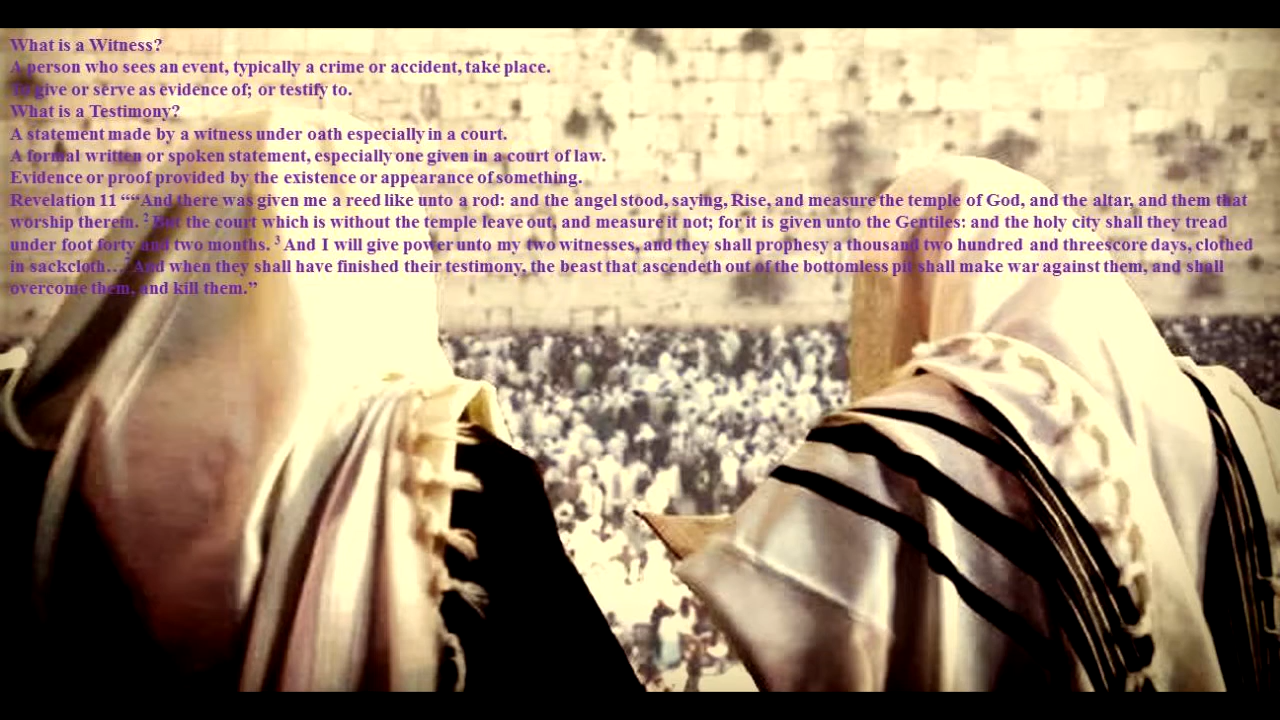 What is a Witness?
A person who sees an event, typically a crime or accident, take place.
To give or serve as evidence of; or testify to.
What is a Testimony?
A statement made by a witness under oath especially in a court.
A formal written or spoken statement, especially one given in a court of law.
Evidence or proof provided by the existence or appearance of something.
Revelation 11 ““And there was given me a reed like unto a rod: and the angel stood, saying, Rise, and measure the temple of God, and the altar, and them that
worship therein. ² But the court which is without the temple leave out, and measure it not; for it is given unto the Gentiles: and the holy city shall they tread
under foot forty and two months. ³ And I will give power unto my two witnesses, and they shall prophesy a thousand two hundred and threescore days, clothed
in sackcloth… ⁷ And when they shall have finished their testimony, the beast that ascendeth out of the bottomless pit shall make war against them, and shall
overcome them, and kill them.”